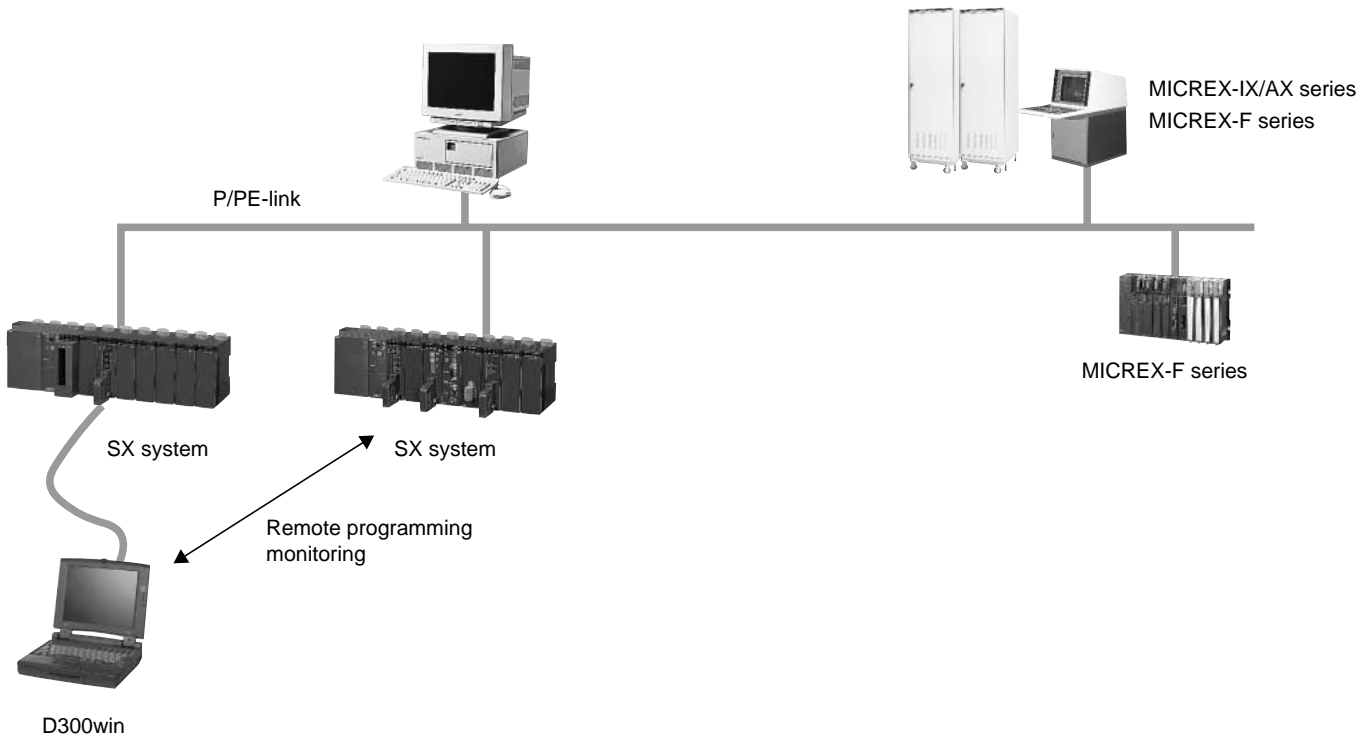 MICREX-IX/AX series
MICREX-F series
P/PE-link
MICREX-F series
SX system
SX system
Remote programming
monitoring
D300win